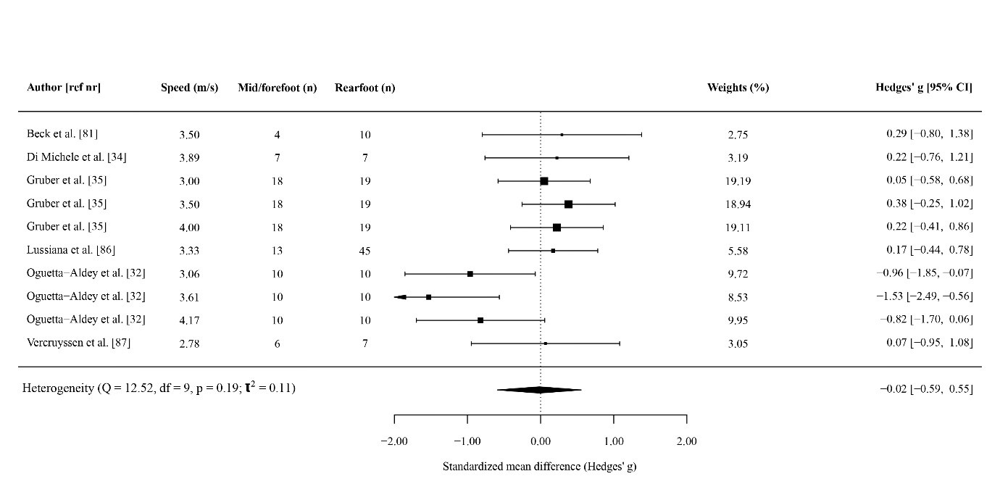 Author [ref nr] Speed (m/s) Mid/forefoot (n) Rearfoot (n) Weights (%) Hedges' g [95% CI]
Beck et al. [81] 3.50 4 10 2.75 0.29 [−0.80, 1.38]
Di Michele et al. [34] 3.89 7 7 3.19 0.22 [−0.76, 1.21]
Gruber et al. [35] 3.00 18 19 19.19 0.05 [−0.58, 0.68]
Gruber et al. [35] 3.50 18 19 18.94 0.38 [−0.25, 1.02]
Gruber et al. [35] 4.00 18 19 19.11 0.22 [−0.41, 0.86]
Lussiana et al. [86] 3.33 13 45 5.58 0.17 [−0.44, 0.78]
Oguetta−Aldey et al. [32] 3.06 10 10 9.72 −0.96 [−1.85, −0.07]
Oguetta−Aldey et al. [32] 3.61 10 10 8.53 −1.53 [−2.49, −0.56]
Oguetta−Aldey et al. [32] 4.17 10 10 9.95 −0.82 [−1.70, 0.06]
Vercruyssen et al. [87] 2.78 6 7 3.05 0.07 [−0.95, 1.08]
Heterogeneity (Q = 12.52, df = 9, p = 0.19; τ² = 0.11) −0.02 [−0.59, 0.55]
−2.00 −1.00 0.00 1.00 2.00
Standardized mean difference (Hedges' g)